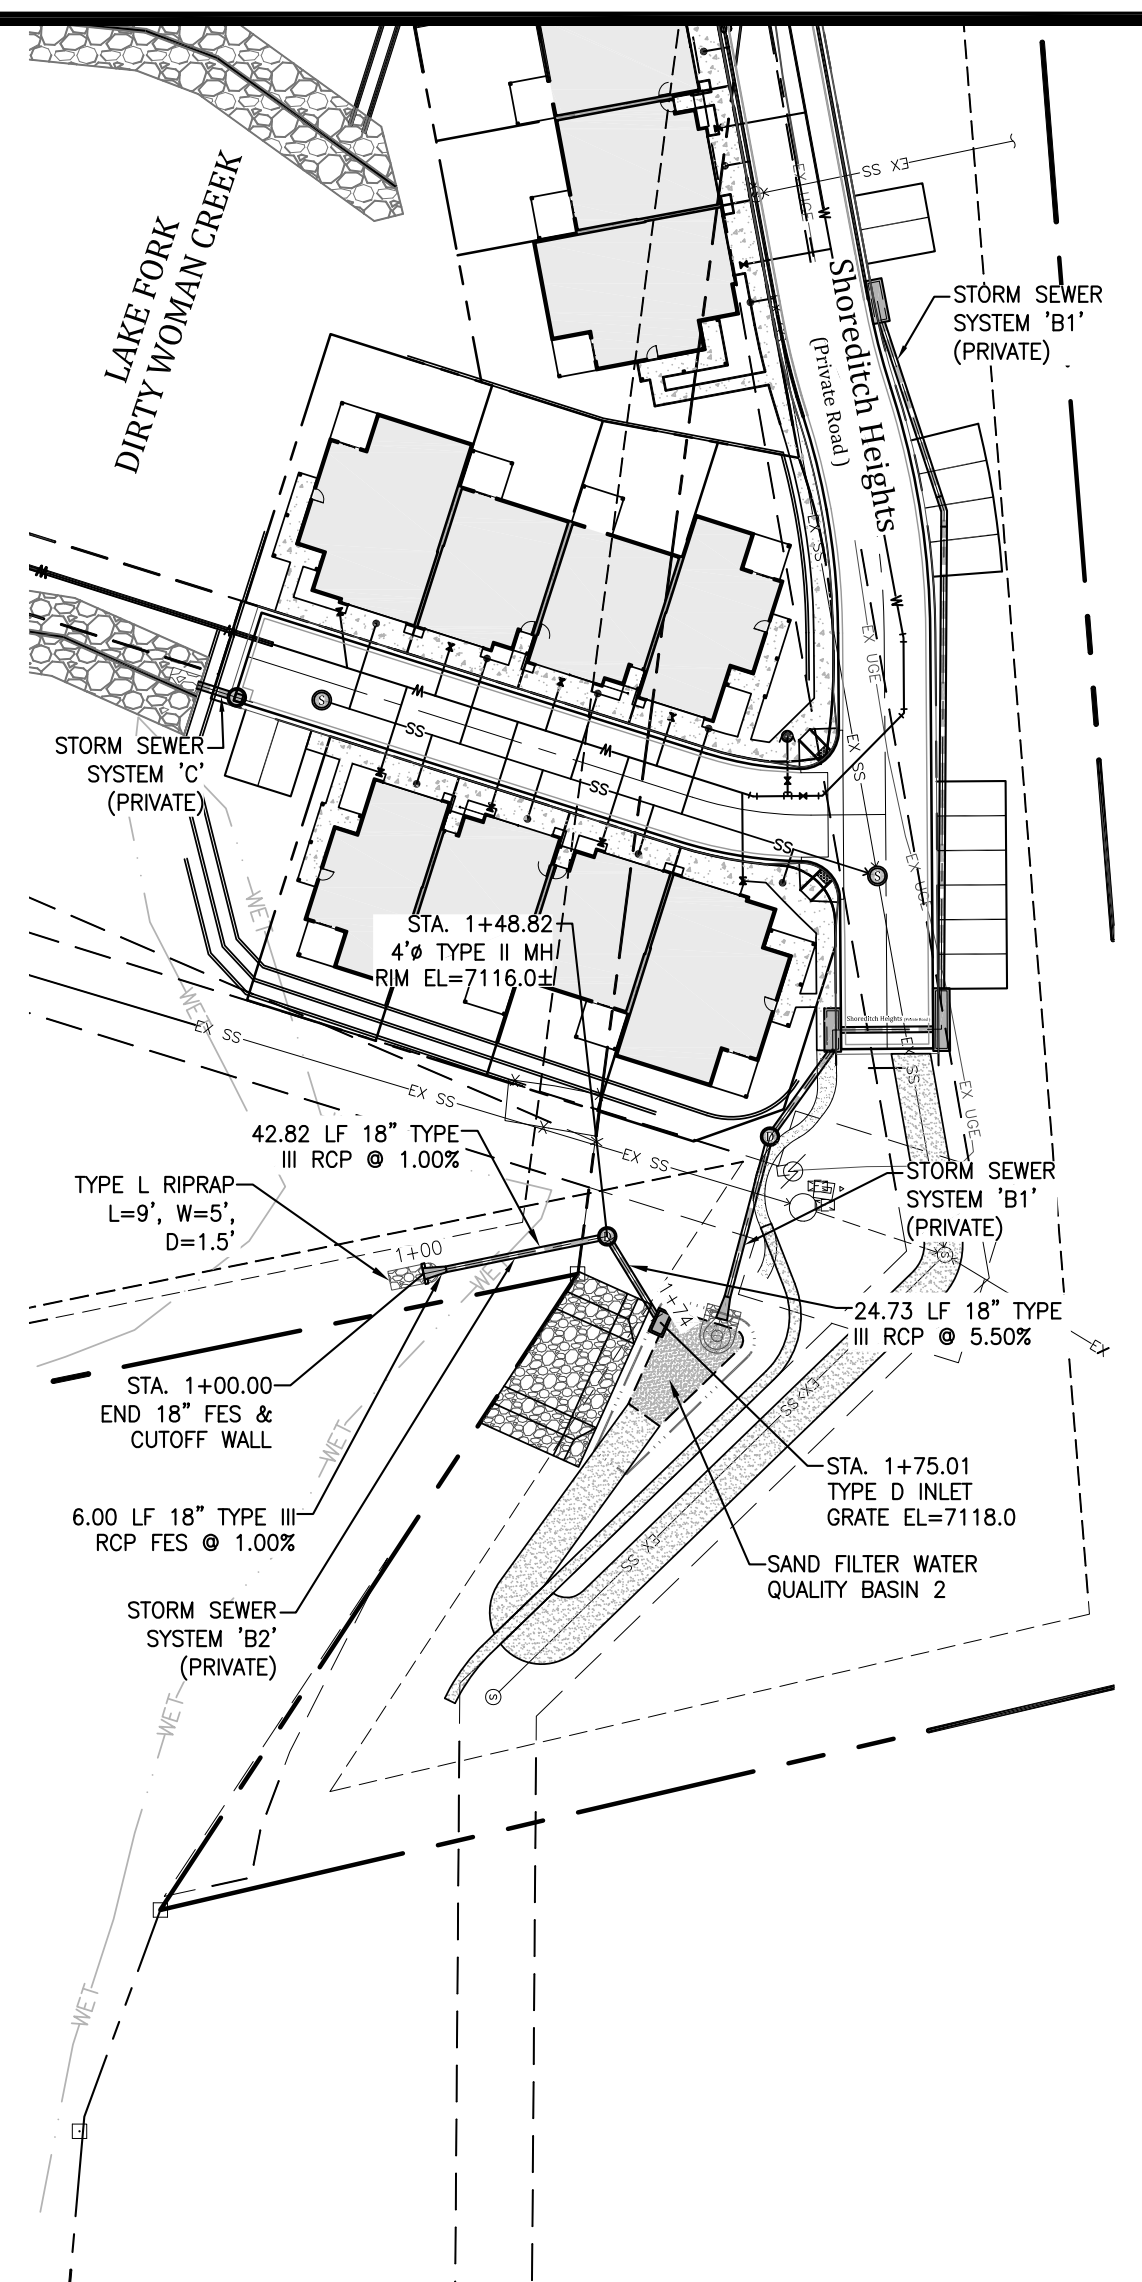 LAKE FORK
DIRTY WOMAN CREEK
EX SS
EX UGE
W
Shoreditch Heights
(Private Road)
STORM SEWER
SYSTEM 'B1'
(PRIVATE)
EX SS
W
EX UGE
W
SS
W
SS
SS
EX SS
EX UGE
STORM SEWER
SYSTEM 'C'
(PRIVATE)
WET
WET
EX SS
STA. 1+48.82
4'ø TYPE II MH
RIM EL=7116.0±
Shoreditch Heights (Private Road)
EX SS
EX UGE
EX SS
EX SS
42.82 LF 18" TYPE
III RCP @ 1.00%
TYPE L RIPRAP
L=9', W=5',
D=1.5'
1+00
WET
STORM SEWER
SYSTEM 'B1'
(PRIVATE)
1+74
24.73 LF 18" TYPE
III RCP @ 5.50%
EX
STA. 1+00.00
END 18" FES &
CUTOFF WALL
WET
EX SS
STA. 1+75.01
TYPE D INLET
GRATE EL=7118.0
6.00 LF 18" TYPE III
RCP FES @ 1.00%
EX SS
SAND FILTER WATER
QUALITY BASIN 2
STORM SEWER
SYSTEM 'B2'
(PRIVATE)
WET
S
WET